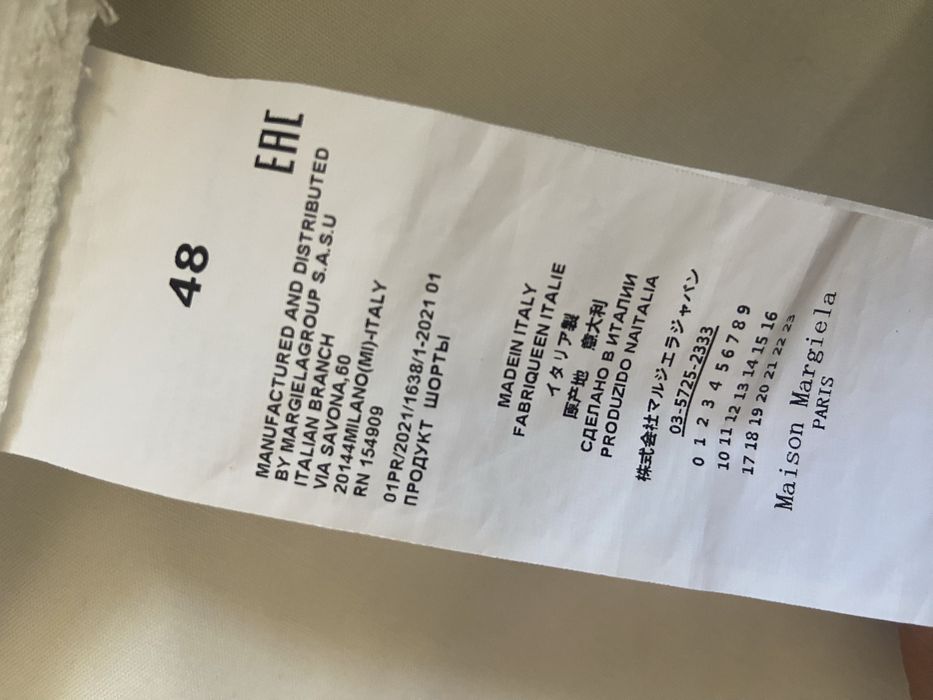 48
EAC
MANUFACTURED AND DISTRIBUTED
BY MARGIELAGROUP S.A.S.U
ITALIAN BRANCH
VIA SAVONA,60
20144MILANO(MI)-ITALY
RN 154909
01PR/2021/1638/1-2021 01
ПРОДУКТ ШОРТЫ
MADEIN ITALY
FABRIQUEEN ITALIE
イタリア製
原产地 意大利
СДЕЛАНО В ИТАЛИИ
PRODUZIDO NAITALIA
株式会社マルジエラジャパン
03-5725-2333
0 1 2 3 4 5 6 7 8 9
10 11 12 13 14 15 16
17 18 19 20 21 22 23
Maison Margiela
PARIS